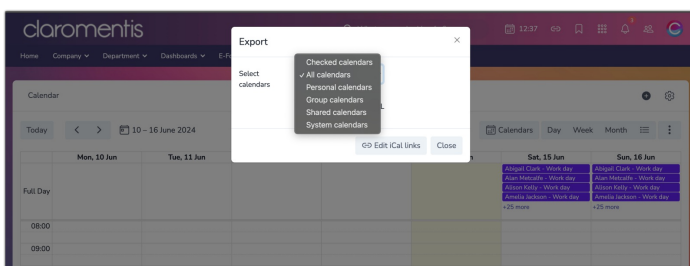 claromentis
12:37
3
Home Company Department Dashboards E-Fo
Export
Select calendars
Checked calendars
✓ All calendars
Personal calendars
Group calendars
Shared calendars
System calendars
Edit iCal links Close
Calendar
Today 10 – 16 June 2024 Calendars Day Week Month
Mon, 10 Jun Tue, 11 Jun Sat, 15 Jun Sun, 16 Jun
Full Day
Abigail Clark - Work day Abigail Clark - Work day
Alan Metcalfe - Work day Alan Metcalfe - Work day
Alison Kelly - Work day Alison Kelly - Work day
Amelia Jackson - Work day Amelia Jackson - Work day
+25 more +25 more
08:00
09:00